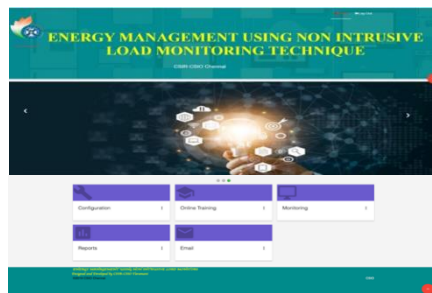 ENERGY MANAGEMENT USING NON INTRUSIVE
LOAD MONITORING TECHNIQUE
CSIR-CSIO Chennai
Configuration
Online Training
Monitoring
Reports
Email